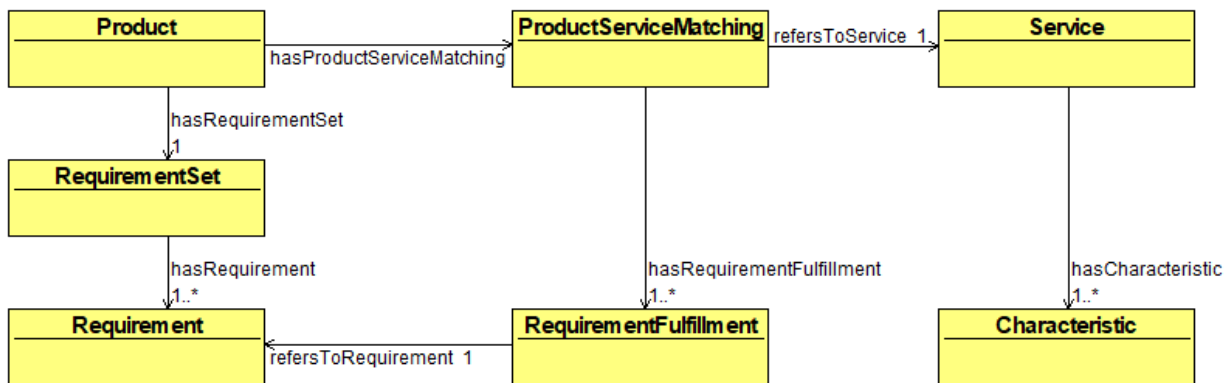 Product
ProductServiceMatching
refersToService 1
Service
hasProductServiceMatching
hasRequirementSet
1
RequirementSet
hasRequirement
1..*
hasRequirementFulfillment
1..*
hasCharacteristic
1..*
Requirement
RequirementFulfillment
Characteristic
refersToRequirement 1